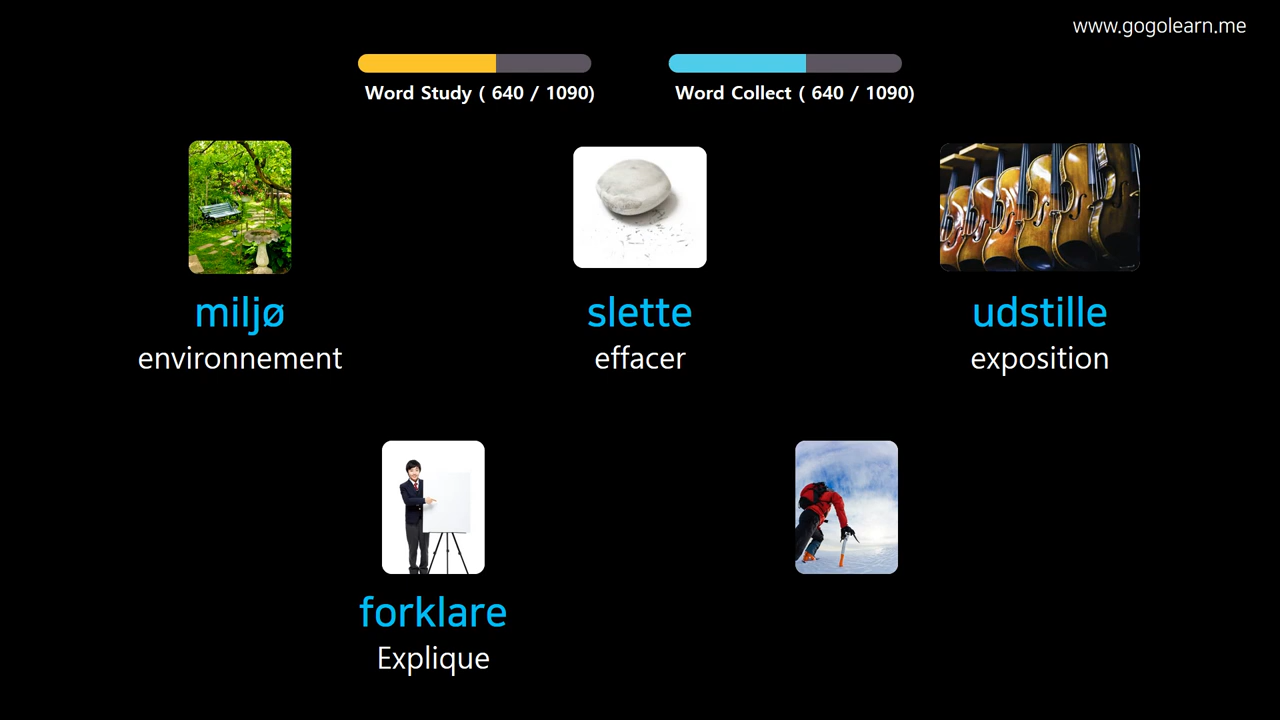 www.gogolearn.me
Word Study ( 640 / 1090)
Word Collect ( 640 / 1090)
miljø
environnement
slette
effacer
udstille
exposition
forklare
Explique